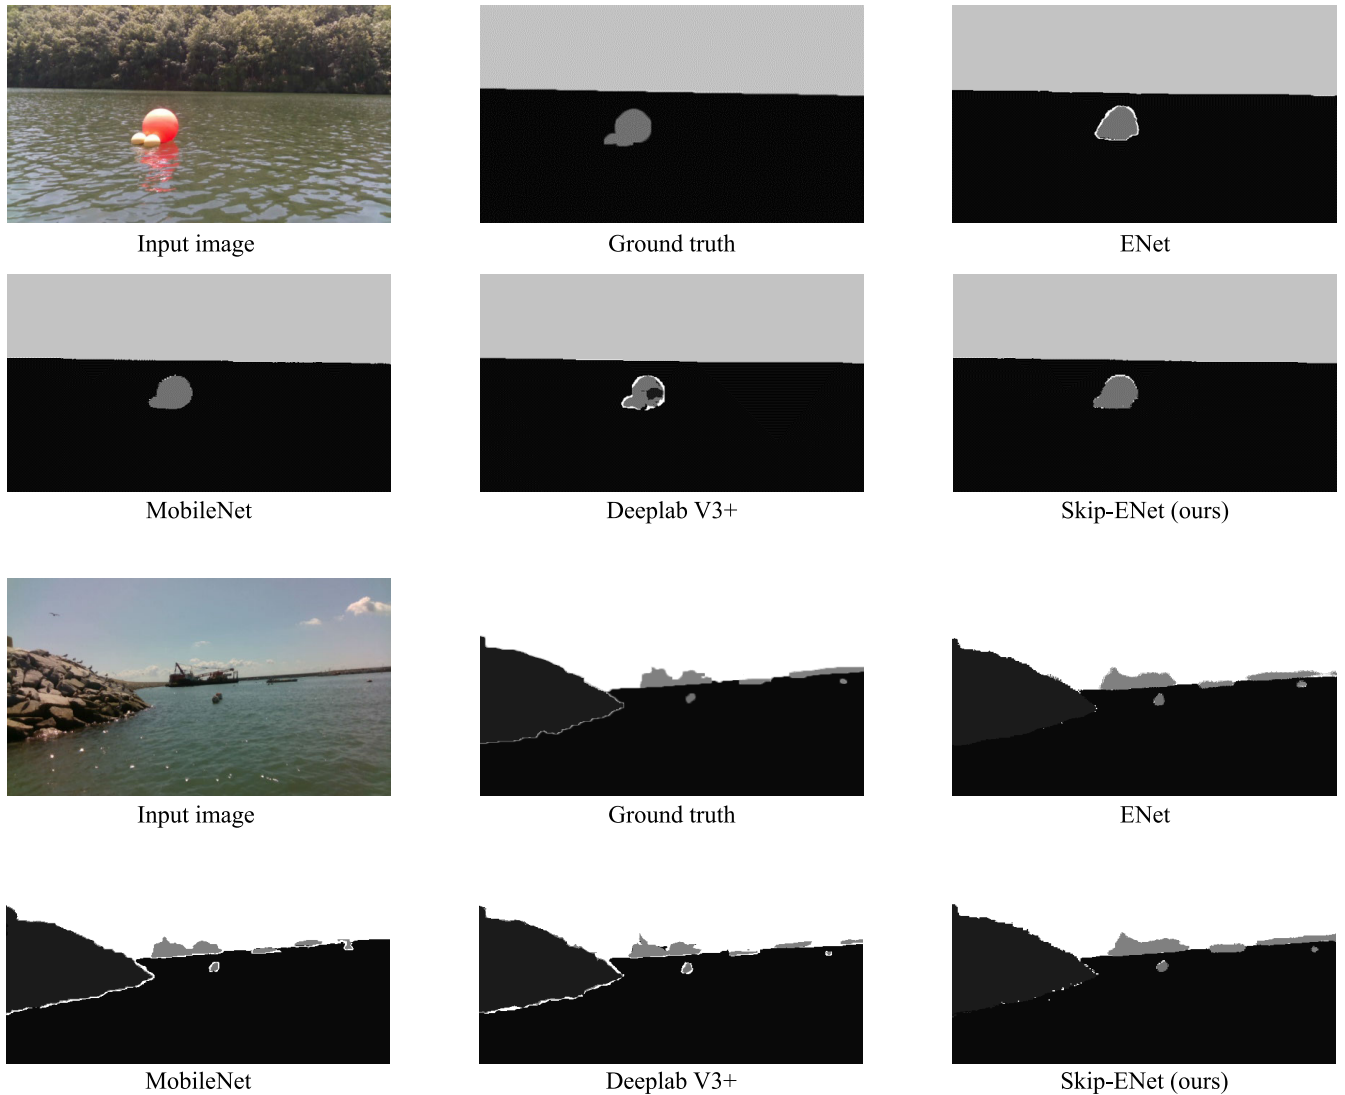 Input image
Ground truth
ENet
MobileNet
Deeplab V3+
Skip-ENet (ours)
Input image
Ground truth
ENet
MobileNet
Deeplab V3+
Skip-ENet (ours)